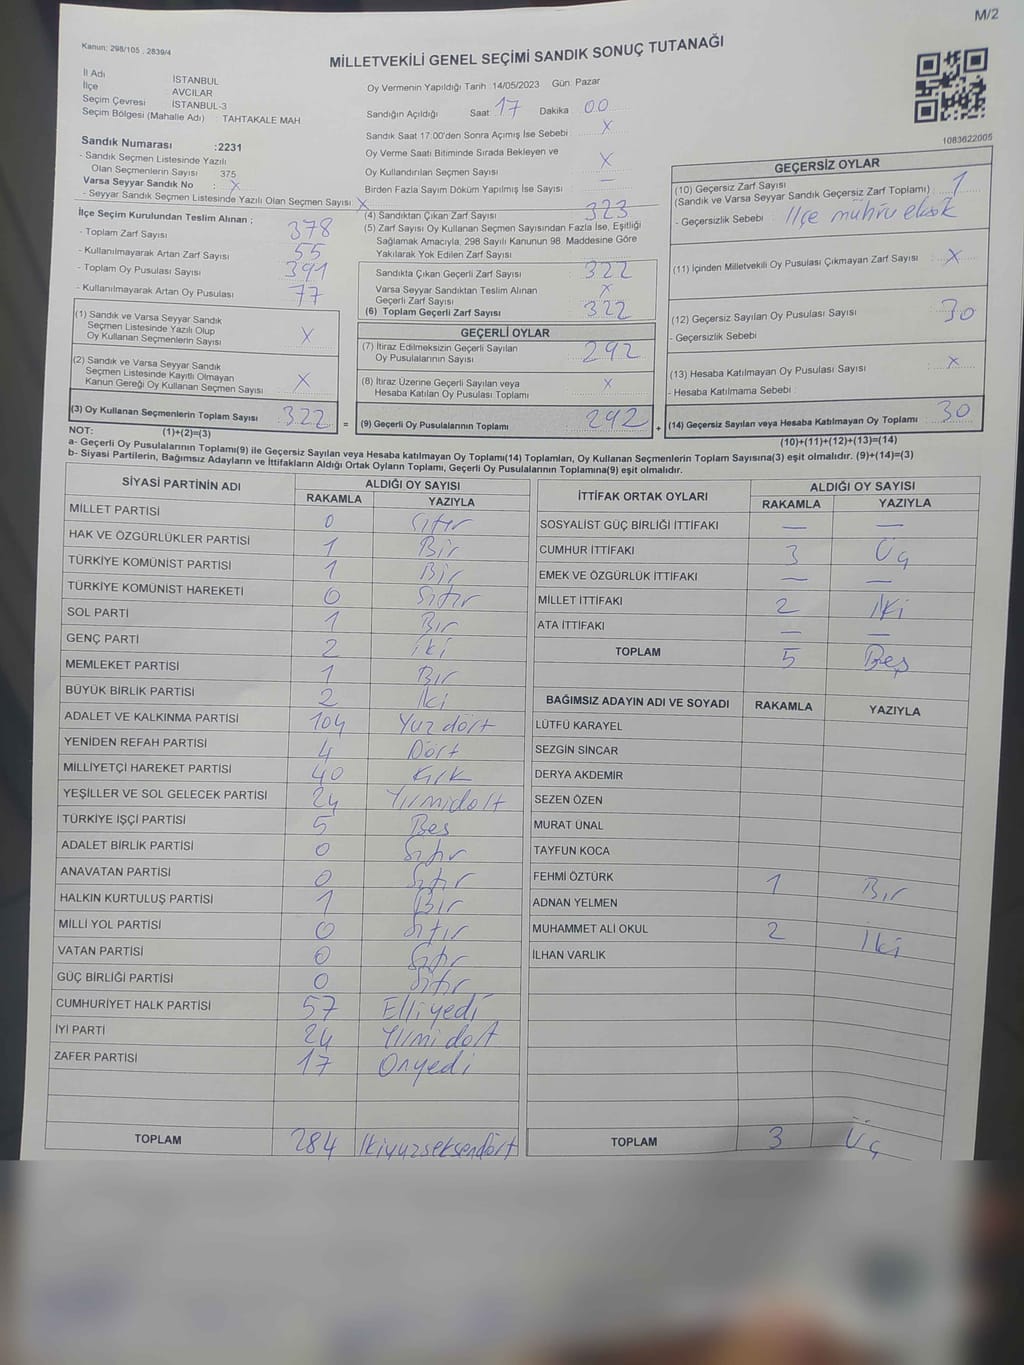 M/2
Kanun: 298/105 , 2839/4
MİLLETVEKİLİ GENEL SEÇİMİ SANDIK SONUÇ TUTANAĞI
İl Adı İSTANBUL
İlçe AVCILAR
Seçim Çevresi İSTANBUL-3
Seçim Bölgesi (Mahalle Adı) : TAHTAKALE MAH.
Oy Vermenin Yapıldığı Tarih : 14/05/2023 Gün: Pazar
Sandığın Açıldığı Saat 17 Dakika 00
Sandık Saat 17:00'den Sonra Açımış İse Sebebi : X
Oy Verme Saati Bitiminde Sırada Bekleyen ve
Oy Kullandırılan Seçmen Sayısı X
Birden Fazla Sayım Döküm Yapılmış İse Sayısı : —
1083622005
Sandık Numarası :2231
- Sandık Seçmen Listesinde Yazılı
Olan Seçmenlerin Sayısı 375
Varsa Seyyar Sandık No : X
- Seyyar Sandık Seçmen Listesinde Yazılı Olan Seçmen Sayısı: X
İlçe Seçim Kurulundan Teslim Alınan :
- Toplam Zarf Sayısı 378
- Kullanılmayarak Artan Zarf Sayısı 55
- Toplam Oy Pusulası Sayısı 391
- Kullanılmayarak Artan Oy Pusulası 77
(1) Sandık ve Varsa Seyyar Sandık
Seçmen Listesinde Yazılı Olup
Oy Kullanan Seçmenlerin Sayısı X
(2) Sandık ve Varsa Seyyar Sandık
Seçmen Listesinde Kayıtlı Olmayan
Kanun Gereği Oy Kullanan Seçmen Sayısı X
(3) Oy Kullanan Seçmenlerin Toplam Sayısı 322 =
(1)+(2)=(3)
(4) Sandıktan Çıkan Zarf Sayısı 323
(5) Zarf Sayısı Oy Kullanan Seçmen Sayısından Fazla İse, Eşitliği
Sağlamak Amacıyla, 298 Sayılı Kanunun 98. Maddesine Göre
Yakılarak Yok Edilen Zarf Sayısı
Sandıkta Çıkan Geçerli Zarf Sayısı 322
Varsa Seyyar Sandıktan Teslim Alınan
Geçerli Zarf Sayısı X
(6) Toplam Geçerli Zarf Sayısı 322
GEÇERLİ OYLAR
(7) İtiraz Edilmeksizin Geçerli Sayılan
Oy Pusulalarının Sayısı 292
(8) İtiraz Üzerine Geçerli Sayılan veya
Hesaba Katılan Oy Pusulası Toplamı X
(9) Geçerli Oy Pusulalarının Toplamı 292 +
GEÇERSİZ OYLAR
(10) Geçersiz Zarf Sayısı
(Sandık ve Varsa Seyyar Sandık Geçersiz Zarf Toplamı) : 1
- Geçersizlik Sebebi : İlçe mührü eksik
(11) İçinden Milletvekili Oy Pusulası Çıkmayan Zarf Sayısı : X
(12) Geçersiz Sayılan Oy Pusulası Sayısı : 30
- Geçersizlik Sebebi
(13) Hesaba Katılmayan Oy Pusulası Sayısı : X
- Hesaba Katılmama Sebebi :
(14) Geçersiz Sayılan veya Hesaba Katılmayan Oy Toplamı 30
(10)+(11)+(12)+(13)=(14)
NOT:
a- Geçerli Oy Pusulalarının Toplamı(9) ile Geçersiz Sayılan veya Hesaba katılmayan Oy Toplamı(14) Toplamları, Oy Kullanan Seçmenlerin Toplam Sayısına(3) eşit olmalıdır. (9)+(14)=(3)
b- Siyasi Partilerin, Bağımsız Adayların ve İttifakların Aldığı Ortak Oyların Toplamı, Geçerli Oy Pusulalarının Toplamına(9) eşit olmalıdır.
SİYASİ PARTİNİN ADI ALDIĞI OY SAYISI
RAKAMLA YAZIYLA
MİLLET PARTİSİ 0 Sıfır
HAK VE ÖZGÜRLÜKLER PARTİSİ 1 Bir
TÜRKİYE KOMÜNİST PARTİSİ 1 Bir
TÜRKİYE KOMÜNİST HAREKETİ 0 Sıfır
SOL PARTİ 1 Bir
GENÇ PARTİ 2 İki
MEMLEKET PARTİSİ 1 Bir
BÜYÜK BİRLİK PARTİSİ 2 İki
ADALET VE KALKINMA PARTİSİ 104 Yuz dört
YENİDEN REFAH PARTİSİ 4 Dört
MİLLİYETÇİ HAREKET PARTİSİ 40 Kırk
YEŞİLLER VE SOL GELECEK PARTİSİ 24 Yirmidört
TÜRKİYE İŞÇİ PARTİSİ 5 Beş
ADALET BİRLİK PARTİSİ 0 Sıfır
ANAVATAN PARTİSİ 0 Sıfır
HALKIN KURTULUŞ PARTİSİ 1 Bir
MİLLİ YOL PARTİSİ 0 Sıfır
VATAN PARTİSİ 0 Sıfır
GÜÇ BİRLİĞİ PARTİSİ 0 Sıfır
CUMHURİYET HALK PARTİSİ 57 Elliyedi
İYİ PARTİ 24 Yirmi dört
ZAFER PARTİSİ 17 Onyedi
TOPLAM 284 İkiyüzseksendört
İTTİFAK ORTAK OYLARI ALDIĞI OY SAYISI
RAKAMLA YAZIYLA
SOSYALİST GÜÇ BİRLİĞİ İTTİFAKI — —
CUMHUR İTTİFAKI 3 Üç
EMEK VE ÖZGÜRLÜK İTTİFAKI — —
MİLLET İTTİFAKI 2 İki
ATA İTTİFAKI — —
TOPLAM 5 Beş
BAĞIMSIZ ADAYIN ADI VE SOYADI RAKAMLA YAZIYLA
LÜTFÜ KARAYEL
SEZGİN SİNCAR
DERYA AKDEMİR
SEZEN ÖZEN
MURAT ÜNAL
TAYFUN KOCA
FEHMİ ÖZTÜRK 1 Bir
ADNAN YELMEN
MUHAMMET ALİ OKUL 2 İki
İLHAN VARLIK
TOPLAM 3 Üç